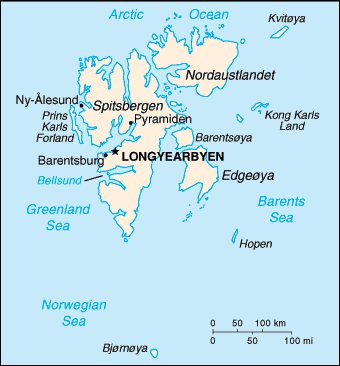 Arctic Ocean
Kvitøya
Nordaustlandet
Ny-Ålesund
Spitsbergen
Prins
Karls
Forland
Pyramiden
Kong Karls
Land
Barentsøya
Barentsburg
LONGYEARBYEN
Bellsund
Edgeøya
Greenland
Sea
Barents
Sea
Hopen
Norwegian
Sea
0 50 100 km
0 50 100 mi
Bjørnøya